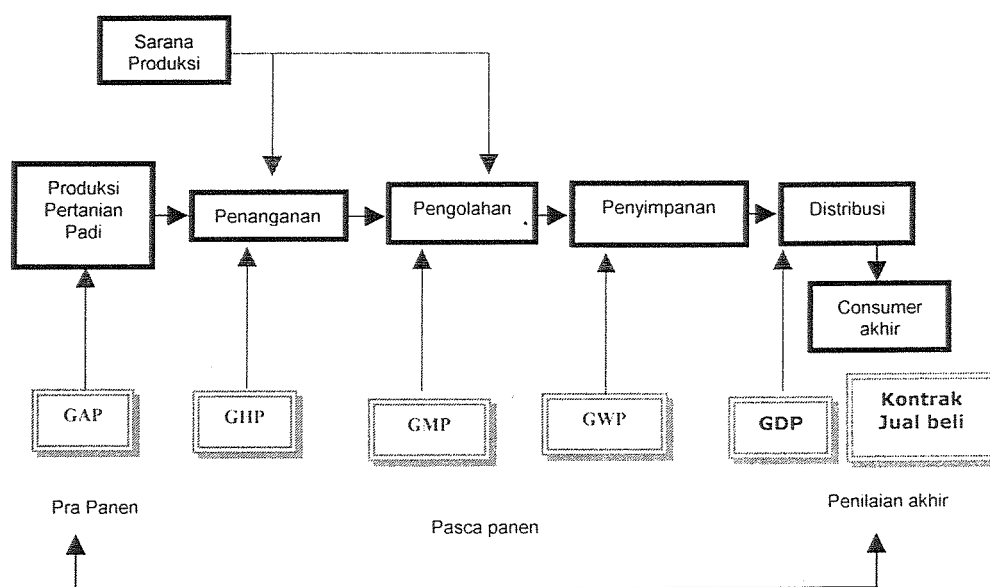 Sarana
Produksi
Produksi
Pertanian
Padi
Penanganan
Pengolahan
Penyimpanan
Distribusi
Consumer
akhir
GAP
GHP
GMP
GWP
GDP
Kontrak
Jual beli
Pra Panen
Pasca panen
Penilaian akhir